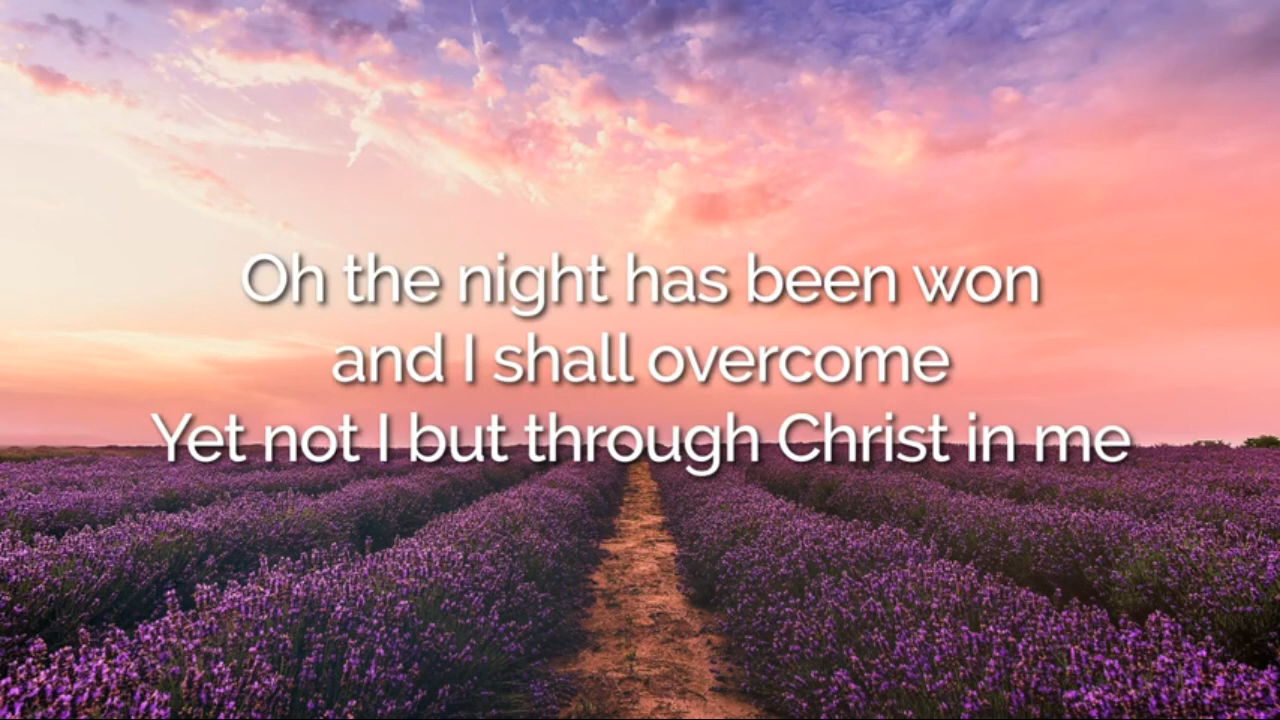 Oh the night has been won
and I shall overcome
Yet not I but through Christ in me